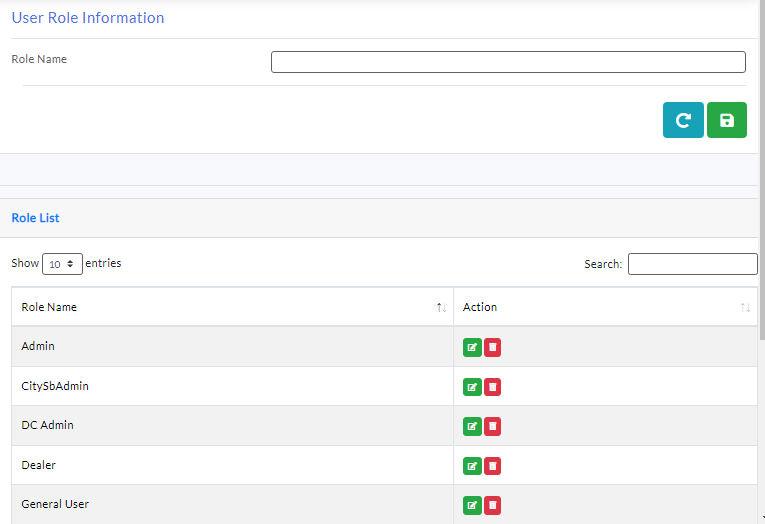 User Role Information
Role Name
Role List
Show 10 entries
Search:
Role Name Action
Admin
CitySbAdmin
DC Admin
Dealer
General User